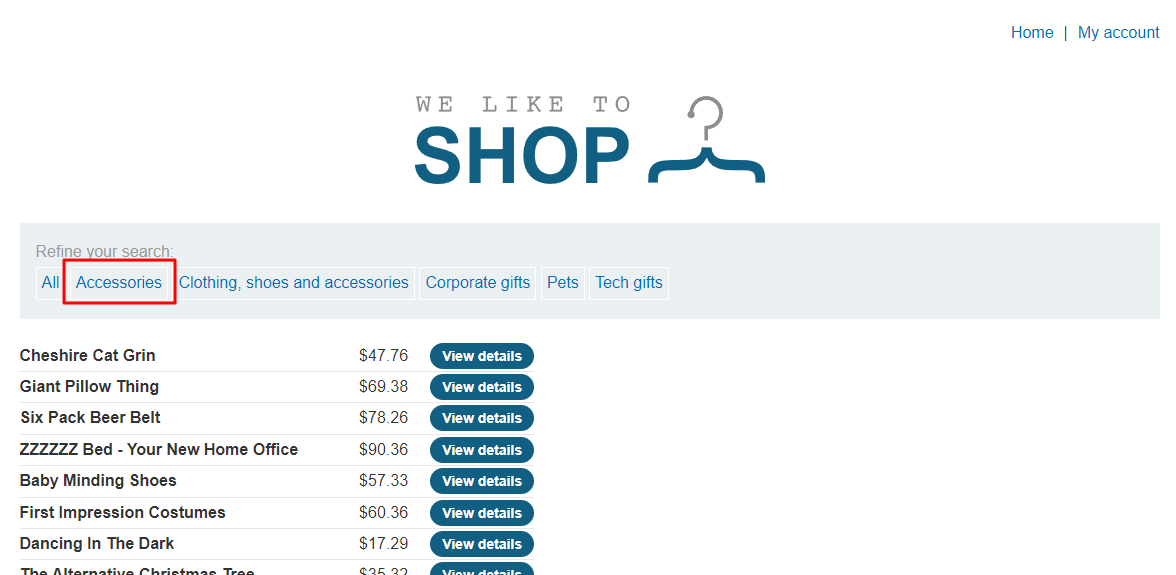 Home | My account
WE LIKE TO
SHOP
Refine your search:
All Accessories Clothing, shoes and accessories Corporate gifts Pets Tech gifts
Cheshire Cat Grin $47.76 View details
Giant Pillow Thing $69.38 View details
Six Pack Beer Belt $78.26 View details
ZZZZZZ Bed - Your New Home Office $90.36 View details
Baby Minding Shoes $57.33 View details
First Impression Costumes $60.36 View details
Dancing In The Dark $17.29 View details
The Alternative Christmas Tree $35.32 View details